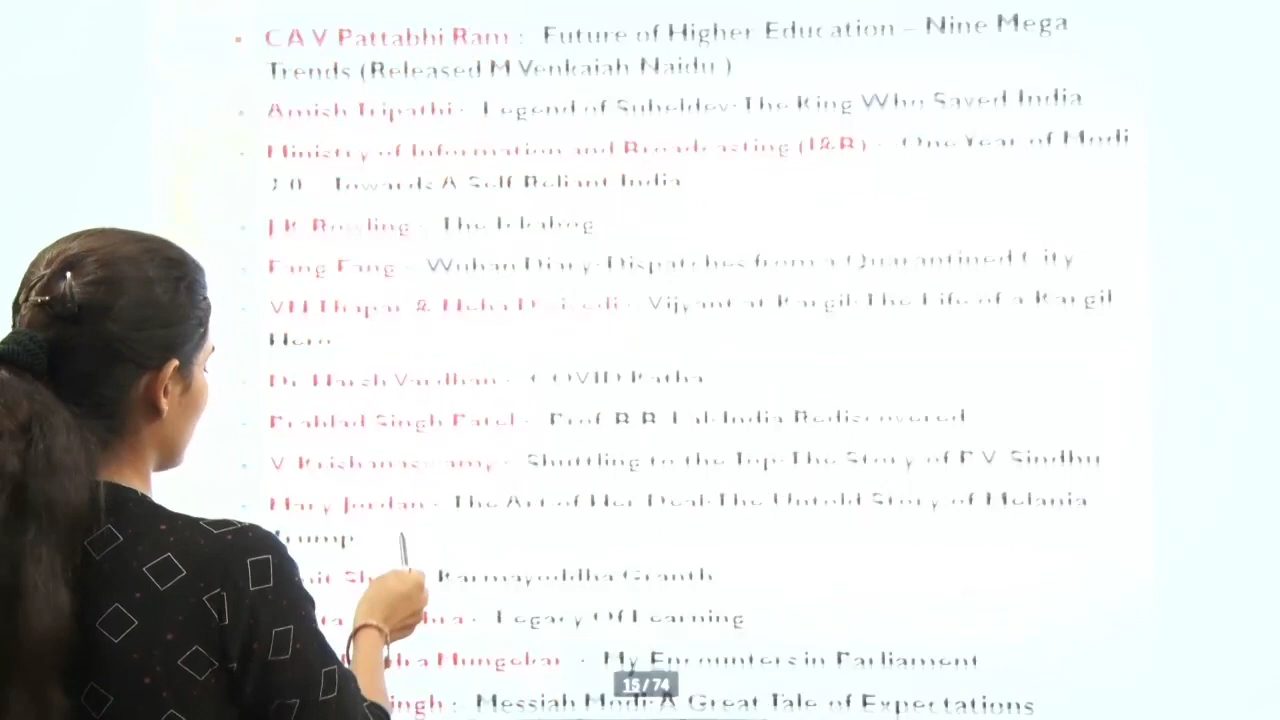 CA V Pattabhi Ram : Future of Higher Education – Nine Mega
Trends (Released M Venkaiah Naidu )
Amish Tripathi - Legend of Suheldev-The King Who Saved India
Ministry of Information and Broadcasting (I&B) - One Year of Modi
2.0 Towards A Self Reliant India
J K Rowling - The Ickabog
Fang Fang - Wuhan Diary-Dispatches from a Quarantined City
VN Thapar & Neha Dwivedi - Vijyant at Kargil-The Life of a Kargil
Hero
Dr Harsh Vardhan - COVID Katha
Prahlad Singh Patel - Prof B B Lal-India Rediscovered
V Krishnaswamy - Shuttling to the Top-The Story of P V Sindhu
Mary Jordan - The Art of Her Deal-The Untold Story of Melania
Trump
Karmayoddha Granth
Legacy Of Learning
Mungekar - My Encounters in Parliament
ingh : Messiah Modi-A Great Tale of Expectations
15 / 74